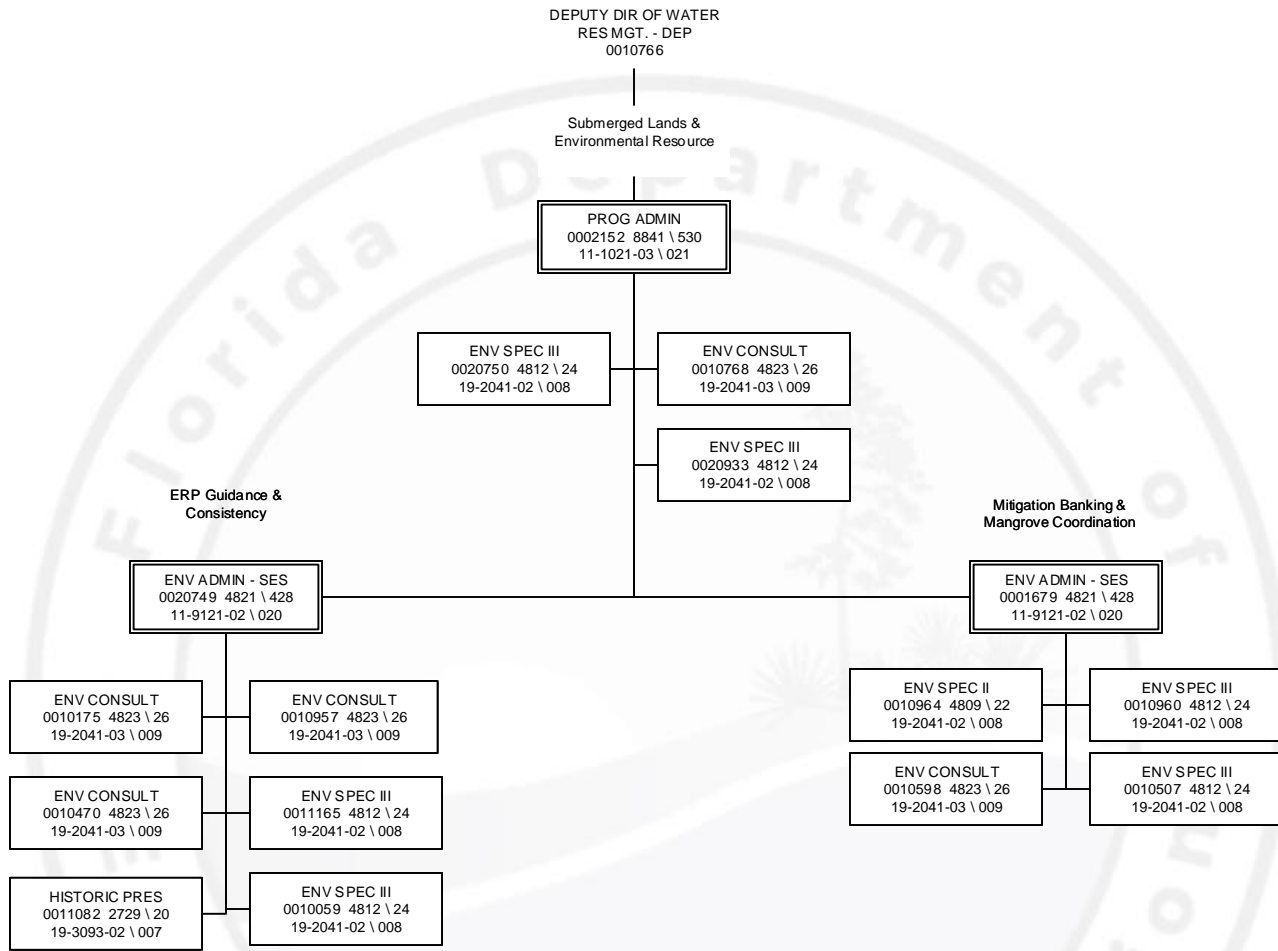 DEPUTY DIR OF WATER
RES MGT. - DEP
0010766
Submerged Lands &
Environmental Resource
PROG ADMIN
0002152 8841 \ 530
11-1021-03 \ 021
ENV SPEC III
0020750 4812 \ 24
19-2041-02 \ 008
ENV CONSULT
0010768 4823 \ 26
19-2041-03 \ 009
ENV SPEC III
0020933 4812 \ 24
19-2041-02 \ 008
ERP Guidance &
Consistency
Mitigation Banking &
Mangrove Coordination
ENV ADMIN - SES
0020749 4821 \ 428
11-9121-02 \ 020
ENV ADMIN - SES
0001679 4821 \ 428
11-9121-02 \ 020
ENV CONSULT
0010175 4823 \ 26
19-2041-03 \ 009
ENV CONSULT
0010957 4823 \ 26
19-2041-03 \ 009
ENV SPEC II
0010964 4809 \ 22
19-2041-02 \ 008
ENV SPEC III
0010960 4812 \ 24
19-2041-02 \ 008
ENV CONSULT
0010470 4823 \ 26
19-2041-03 \ 009
ENV SPEC III
0011165 4812 \ 24
19-2041-02 \ 008
ENV CONSULT
0010598 4823 \ 26
19-2041-03 \ 009
ENV SPEC III
0010507 4812 \ 24
19-2041-02 \ 008
HISTORIC PRES
0011082 2729 \ 20
19-3093-02 \ 007
ENV SPEC III
0010059 4812 \ 24
19-2041-02 \ 008
Florida Department of